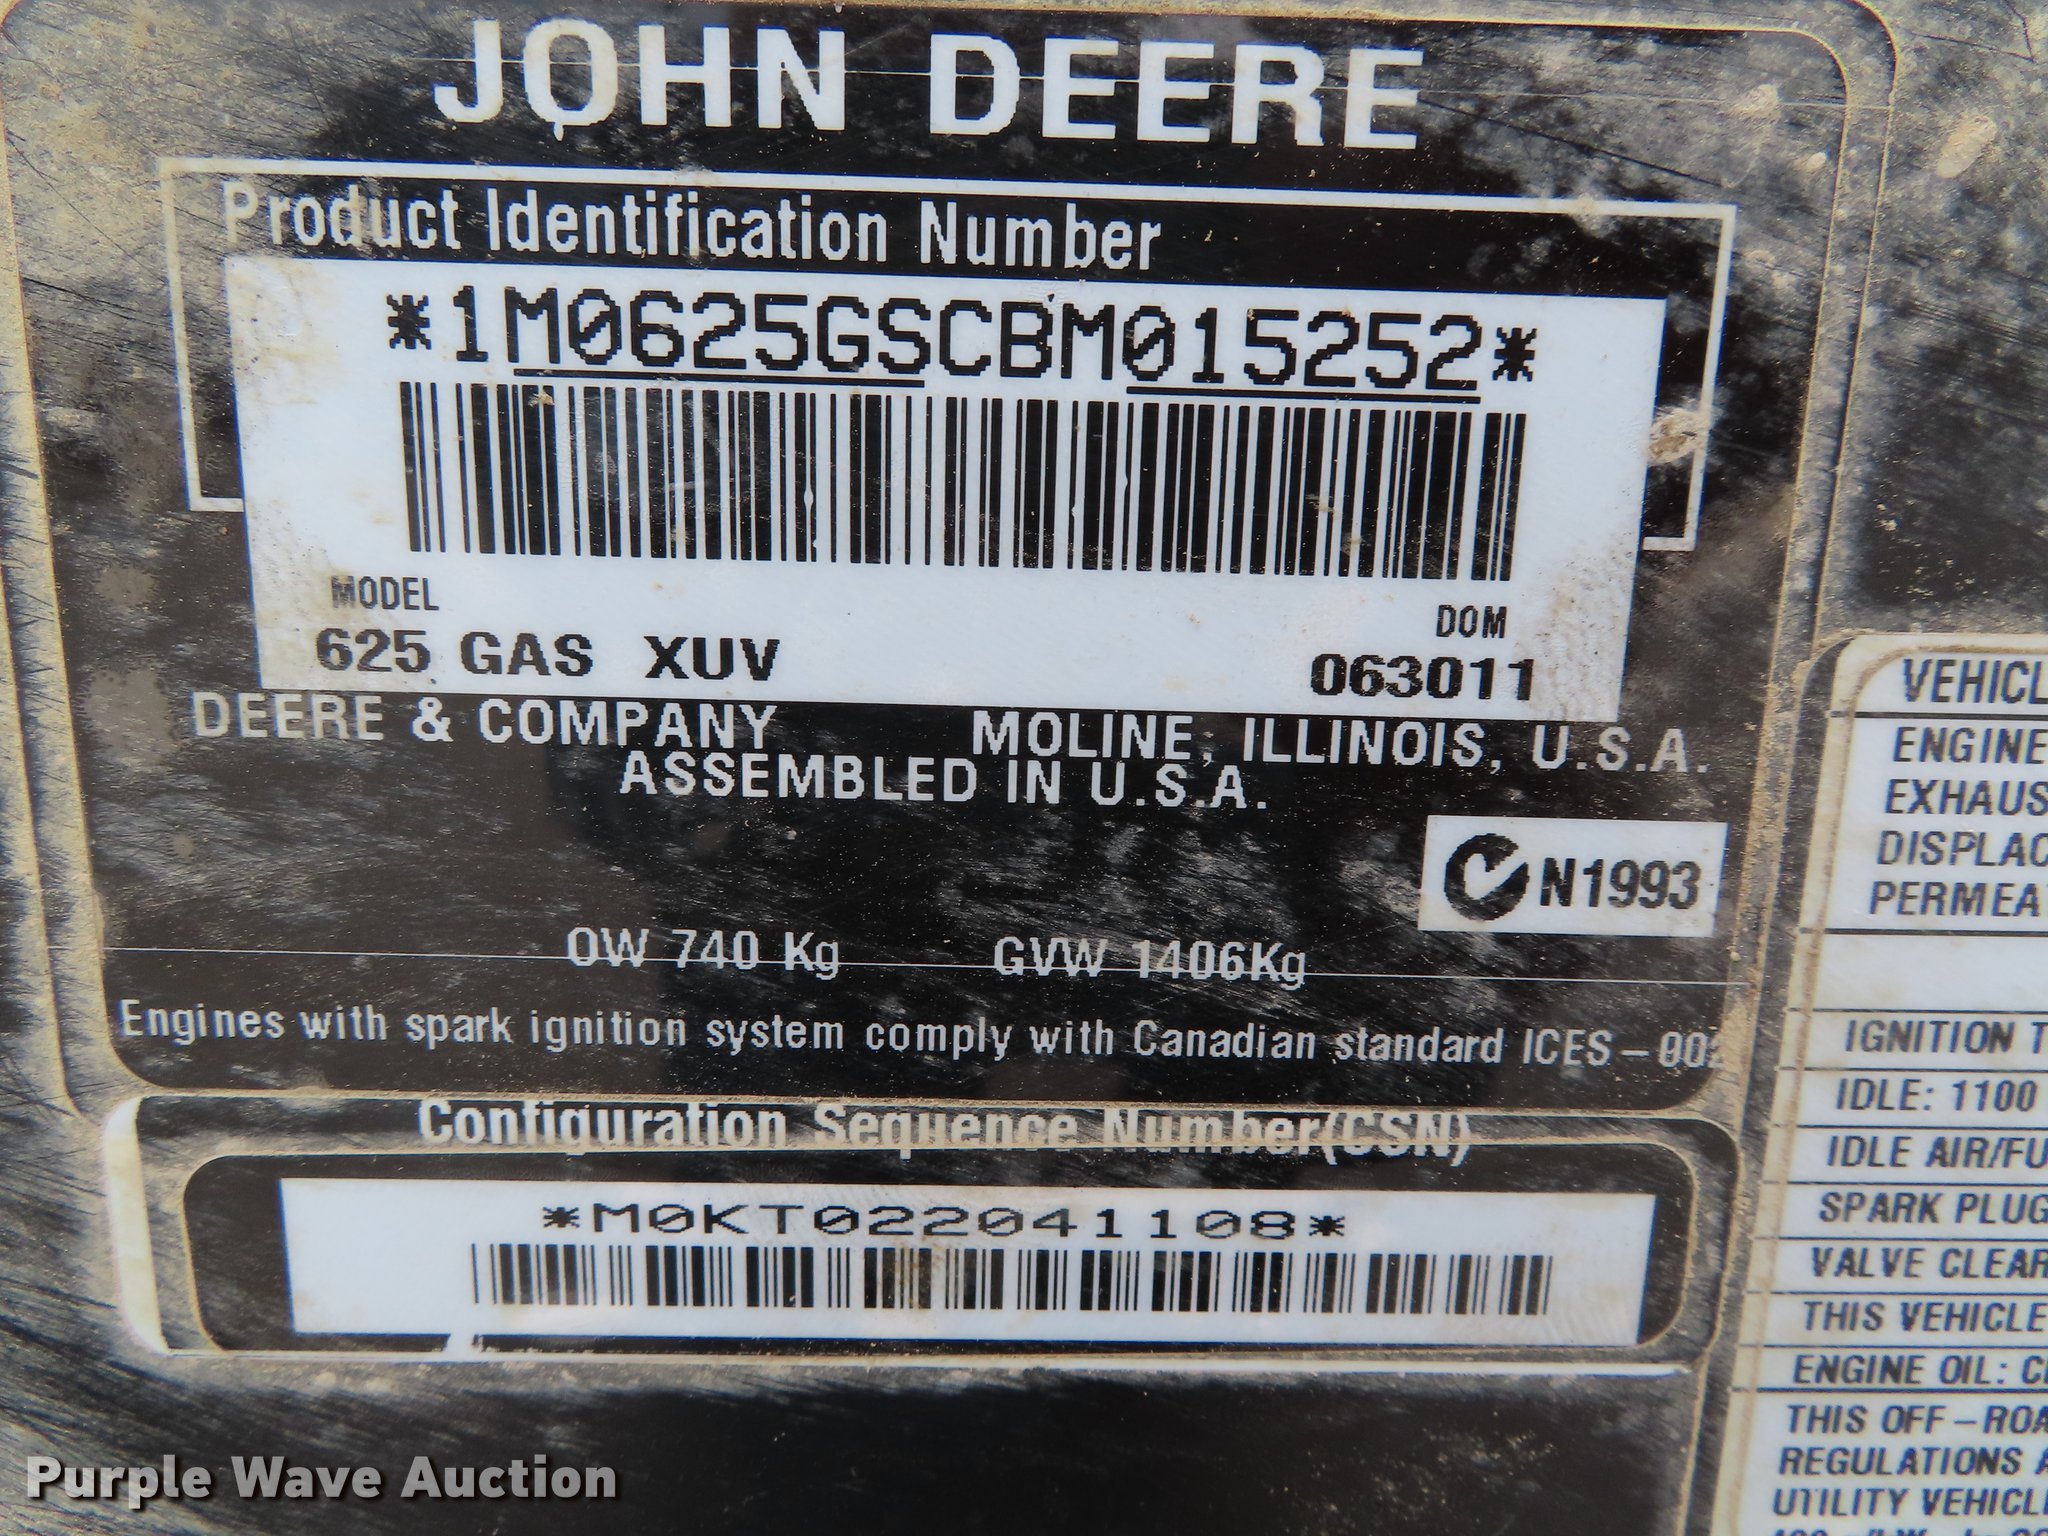 JOHN DEERE
Product Identification Number
*1M0625GSCBM015252*
MODEL
DOM
625 GAS XUV
063011
DEERE & COMPANY MOLINE, ILLINOIS, U.S.A.
ASSEMBLED IN U.S.A.
N1993
OW 740 Kg GVW 1406Kg
Engines with spark ignition system comply with Canadian standard ICES - 002
Configuration Sequence Number(CSN)
*M0KT022041108*
VEHICL
ENGINE
EXHAUS
DISPLAC
PERMEA
IGNITION T
IDLE: 1100
IDLE AIR/FU
SPARK PLUG
VALVE CLEAR
THIS VEHICLE
ENGINE OIL:
THIS OFF-ROA
REGULATIONS
UTILITY VEHICL
Purple Wave Auction